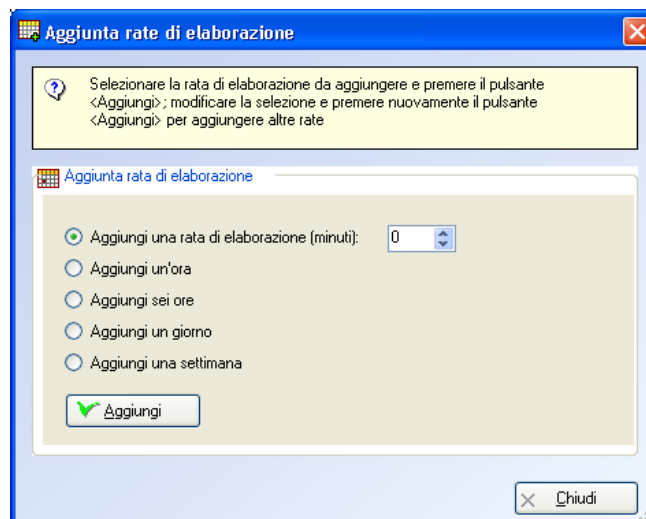 Aggiunta rate di elaborazione
Selezionare la rata di elaborazione da aggiungere e premere il pulsante
<Aggiungi>; modificare la selezione e premere nuovamente il pulsante
<Aggiungi> per aggiungere altre rate
Aggiunta rata di elaborazione
Aggiungi una rata di elaborazione (minuti): 0
Aggiungi un'ora
Aggiungi sei ore
Aggiungi un giorno
Aggiungi una settimana
Aggiungi
Chiudi